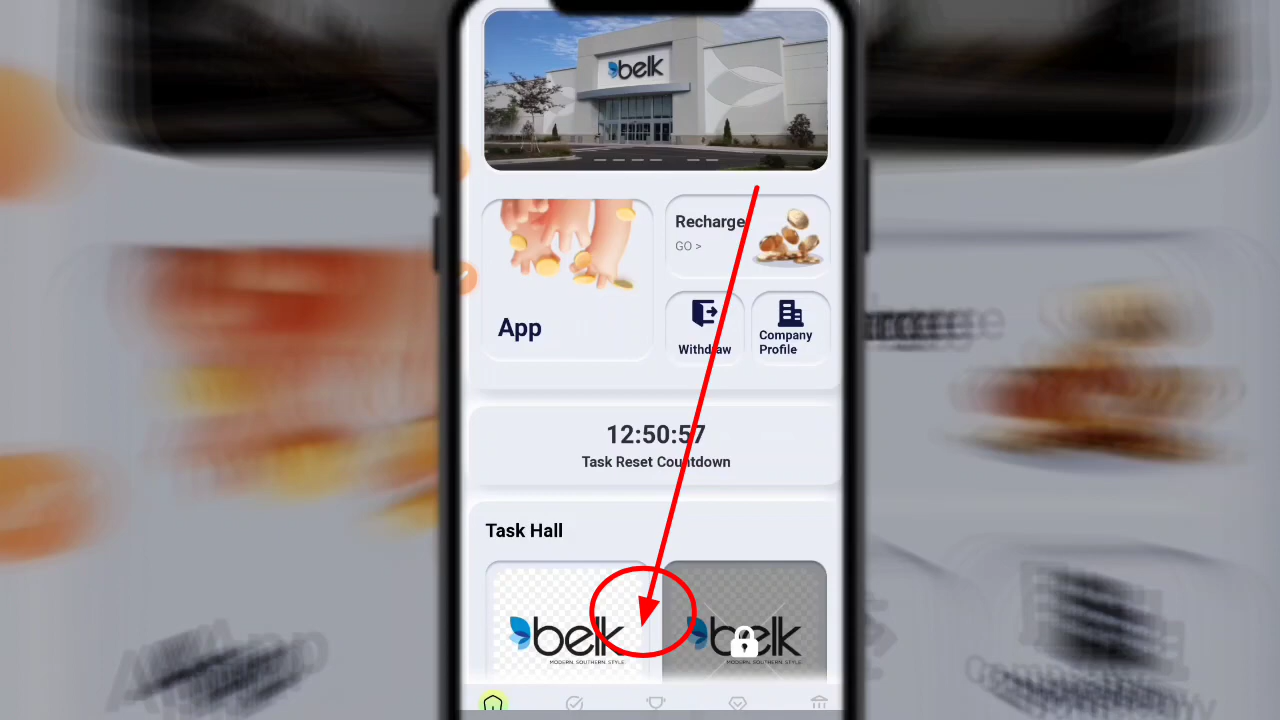 belk
Recharge
GO >
App
Withdraw
Company
Profile
12:50:57
Task Reset Countdown
Task Hall
belk
MODERN. SOUTHERN. STYLE.
belk
MODERN. SOUTHERN. STYLE.